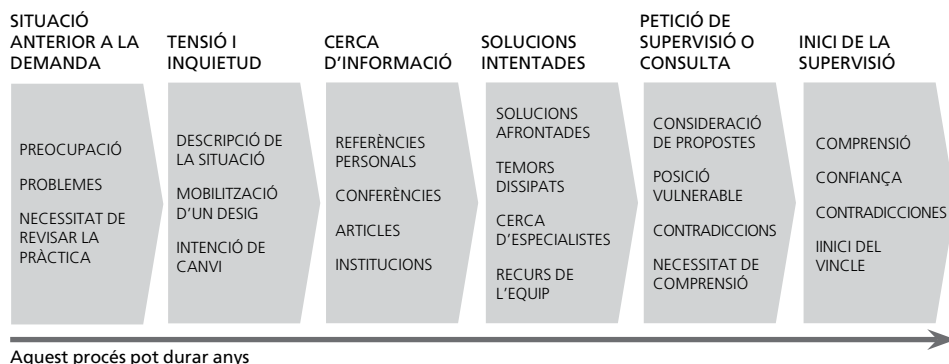 SITUACIÓ
ANTERIOR A LA
DEMANDA
TENSIÓ I
INQUIETUD
CERCA
D'INFORMACIÓ
SOLUCIONS
INTENTADES
PETICIÓ DE
SUPERVISIÓ O
CONSULTA
INICI DE LA
SUPERVISIÓ
PREOCUPACIÓ
PROBLEMES
NECESSITAT DE
REVISAR LA
PRÀCTICA
DESCRIPCIÓ DE
LA SITUACIÓ
MOBILITZACIÓ
D'UN DESIG
INTENCIÓ DE
CANVI
REFERÈNCIES
PERSONALS
CONFERÈNCIES
ARTICLES
INSTITUCIONS
SOLUCIONS
AFRONTADES
TEMORS
DISSIPATS
CERCA
D'ESPECIALISTES
RECURS DE
L'EQUIP
CONSIDERACIÓ
DE PROPOSTES
POSICIÓ
VULNERABLE
CONTRADICCIONS
NECESSITAT DE
COMPRENSIÓ
COMPRENSIÓ
CONFIANÇA
CONTRADICCIONES
IINICI DEL
VINCLE
Aquest procés pot durar anys